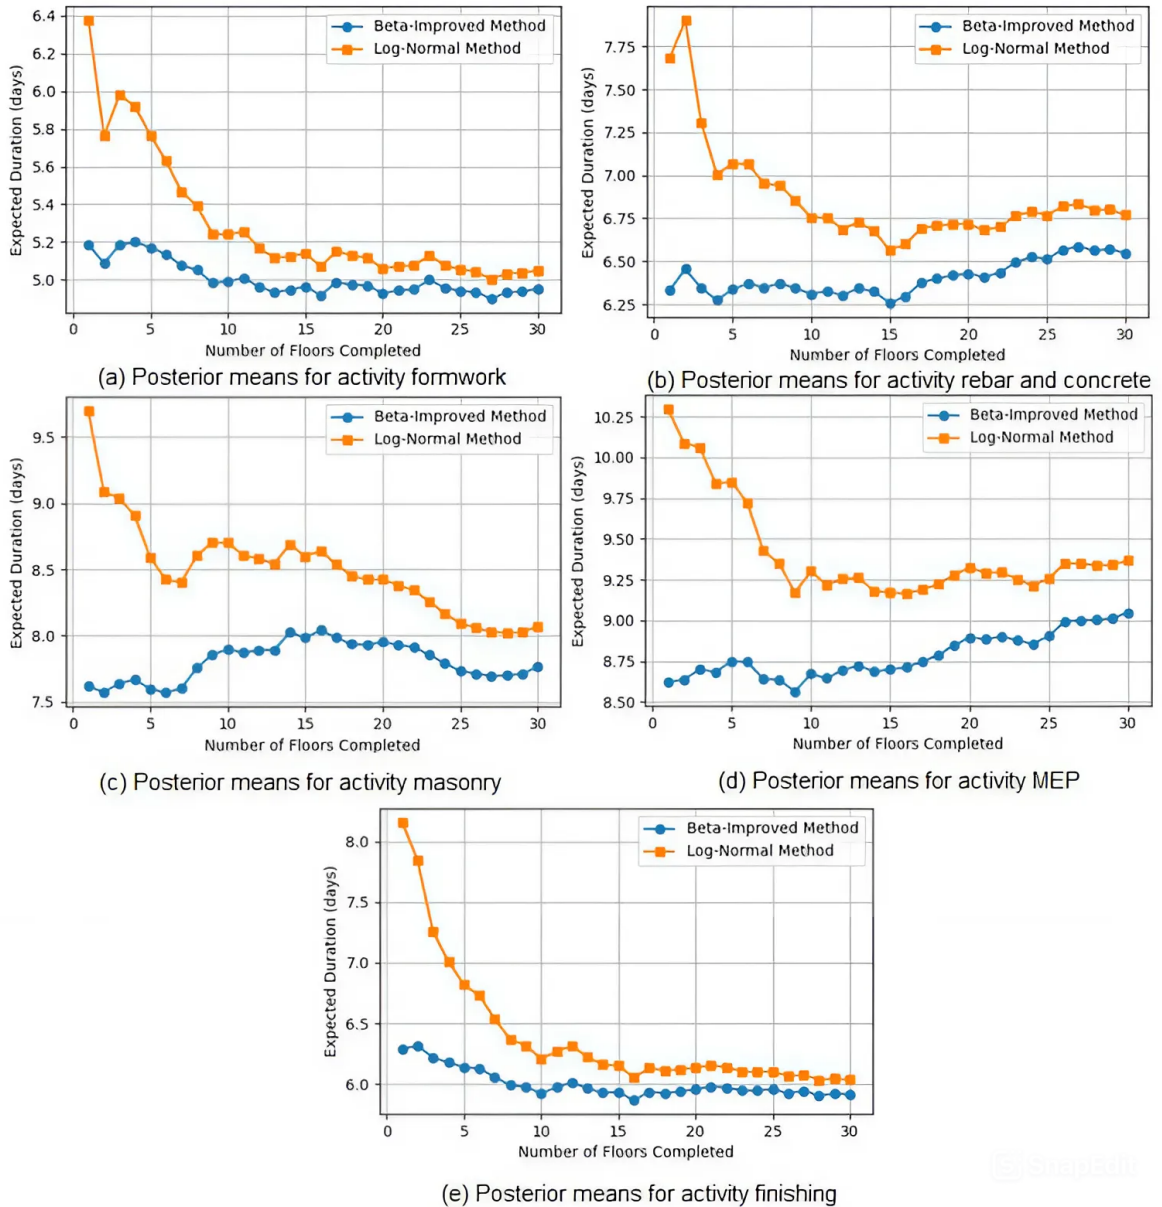 6.4
6.2
6.0
5.8
5.6
5.4
5.2
5.0
Expected Duration (days)
Beta-Improved Method
Log-Normal Method
0 5 10 15 20 25 30
Number of Floors Completed
(a) Posterior means for activity formwork
7.75
7.50
7.25
7.00
6.75
6.50
6.25
Expected Duration (days)
Beta-Improved Method
Log-Normal Method
0 5 10 15 20 25 30
Number of Floors Completed
(b) Posterior means for activity rebar and concrete
9.5
9.0
8.5
8.0
7.5
Expected Duration (days)
Beta-Improved Method
Log-Normal Method
0 5 10 15 20 25 30
Number of Floors Completed
(c) Posterior means for activity masonry
10.25
10.00
9.75
9.50
9.25
9.00
8.75
8.50
Expected Duration (days)
Beta-Improved Method
Log-Normal Method
0 5 10 15 20 25 30
Number of Floors Completed
(d) Posterior means for activity MEP
8.0
7.5
7.0
6.5
6.0
Expected Duration (days)
Beta-Improved Method
Log-Normal Method
0 5 10 15 20 25 30
Number of Floors Completed
(e) Posterior means for activity finishing
SnapEdit